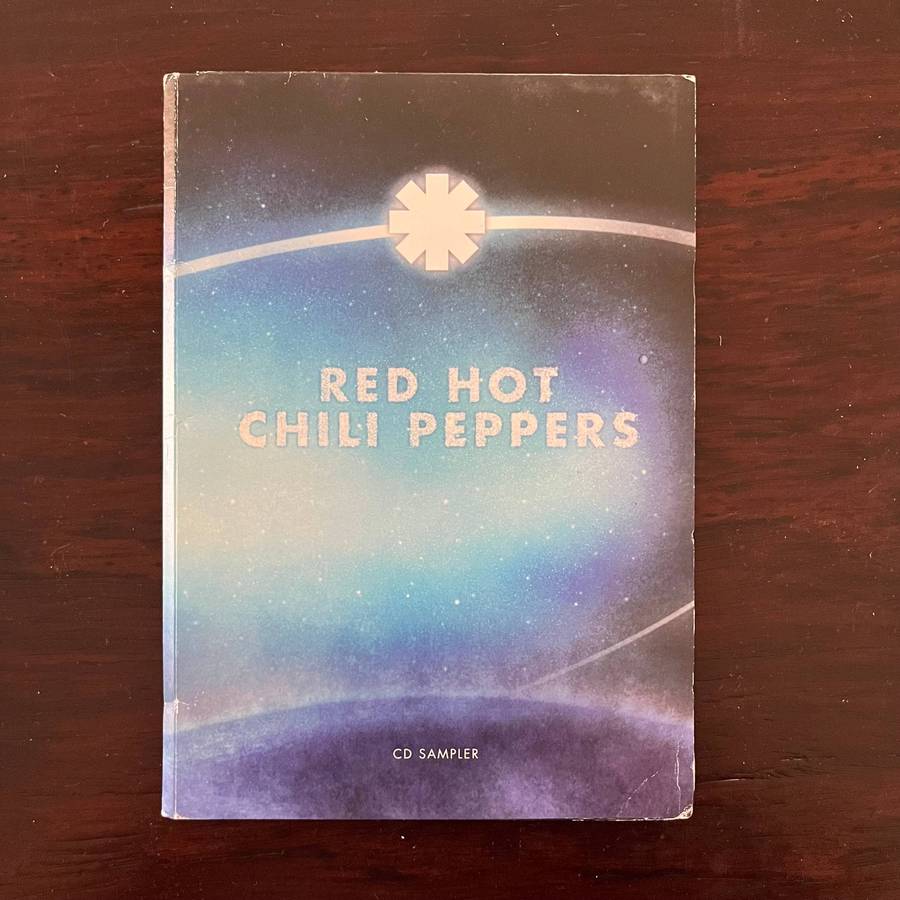 RED HOT
CHILI PEPPERS
CD SAMPLER